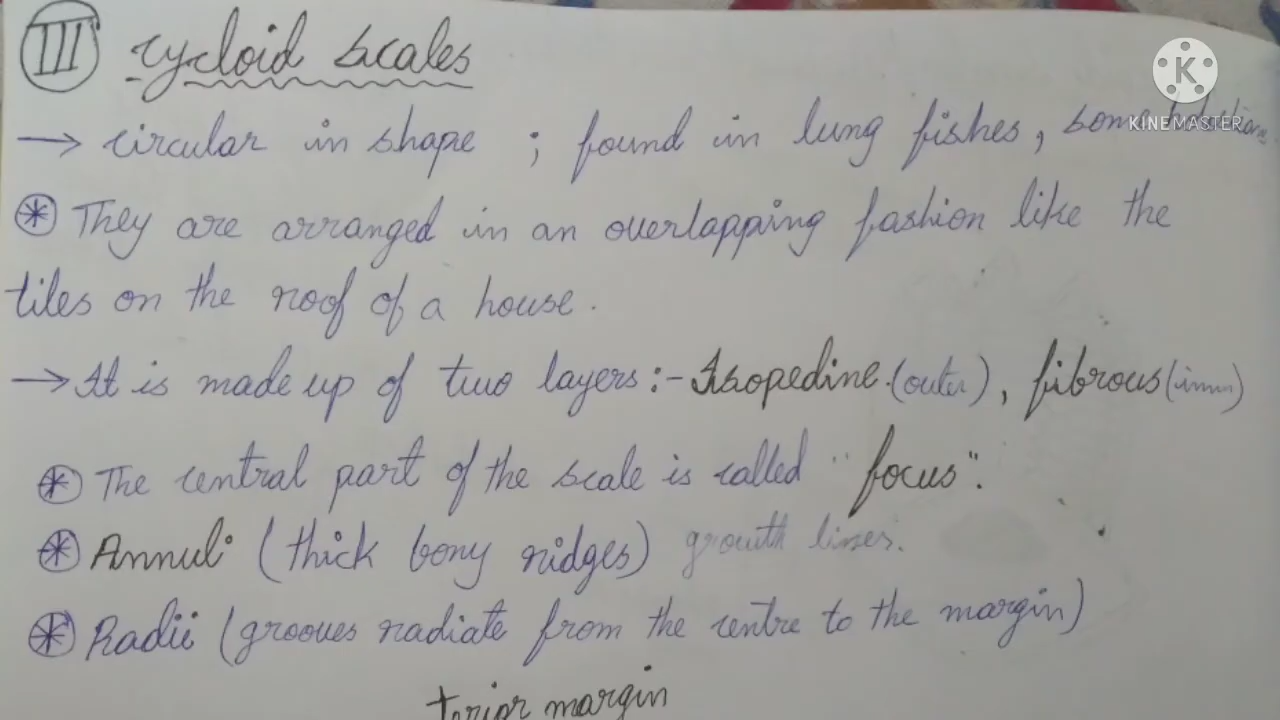 III cycloid scales
→ circular in shape ; found in lung fishes, some
KINEMASTER
* They are arranged in an overlapping fashion like the
tiles on the roof of a house.
→ It is made up of two layers :- Isopedine (outer), fibrous (inner)
* The central part of the scale is called "focus".
* Annuli (thick bony ridges) growth lines.
* Radii (grooves radiate from the centre to the margin)
terior margin